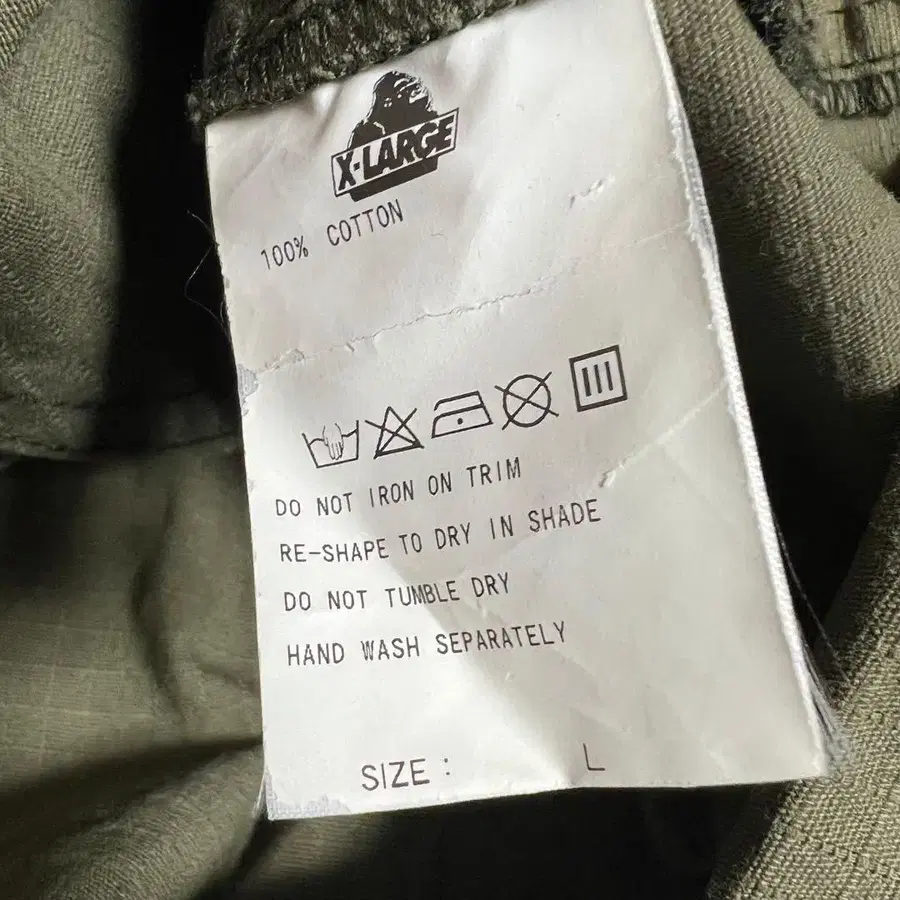 X-LARGE
100% COTTON
DO NOT IRON ON TRIM
RE-SHAPE TO DRY IN SHADE
DO NOT TUMBLE DRY
HAND WASH SEPARATELY
SIZE : L